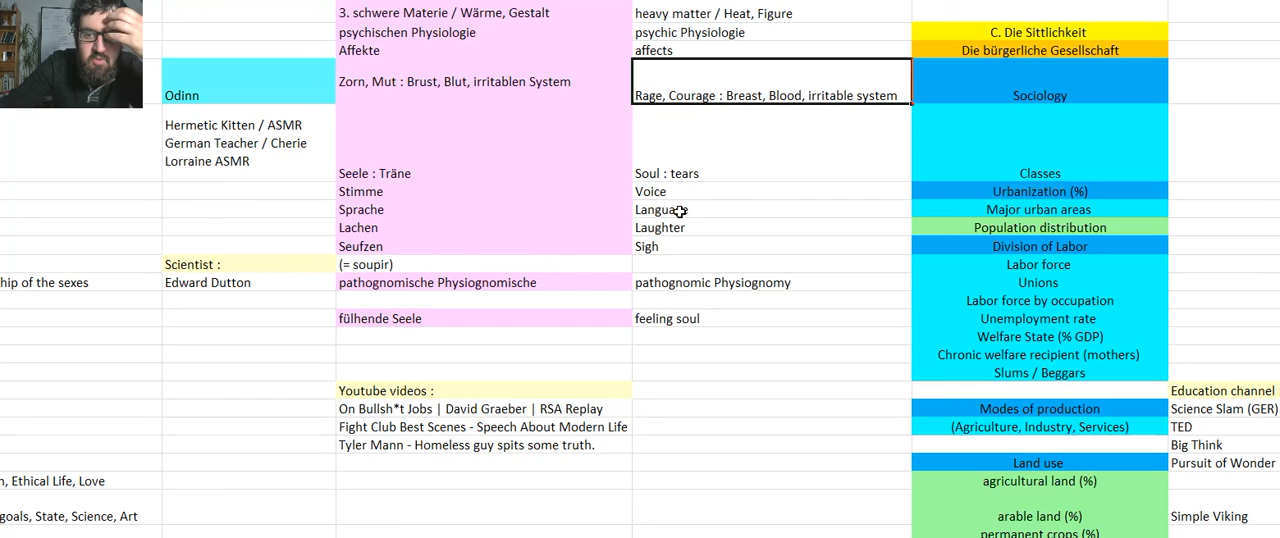 3. schwere Materie / Wärme, Gestalt
heavy matter / Heat, Figure
psychischen Physiologie
psychic Physiologie
C. Die Sittlichkeit
Affekte
affects
Die bürgerliche Gesellschaft
Odinn
Zorn, Mut : Brust, Blut, irritablen System
Rage, Courage : Breast, Blood, irritable system
Sociology
Hermetic Kitten / ASMR
German Teacher / Cherie
Lorraine ASMR
Seele : Träne
Soul : tears
Classes
Stimme
Voice
Urbanization (%)
Sprache
Language
Major urban areas
Lachen
Laughter
Population distribution
Seufzen
Sigh
Division of Labor
Scientist :
(= soupir)
Labor force
hip of the sexes
Edward Dutton
pathognomische Physiognomische
pathognomic Physiognomy
Unions
Labor force by occupation
fülhende Seele
feeling soul
Unemployment rate
Welfare State (% GDP)
Chronic welfare recipient (mothers)
Slums / Beggars
Youtube videos :
Education channel :
On Bullsh*t Jobs | David Graeber | RSA Replay
Modes of production
Science Slam (GER)
Fight Club Best Scenes - Speech About Modern Life
(Agriculture, Industry, Services)
TED
Tyler Mann - Homeless guy spits some truth.
Big Think
Land use
Pursuit of Wonder
n, Ethical Life, Love
agricultural land (%)
goals, State, Science, Art
arable land (%)
Simple Viking
permanent crops (%)